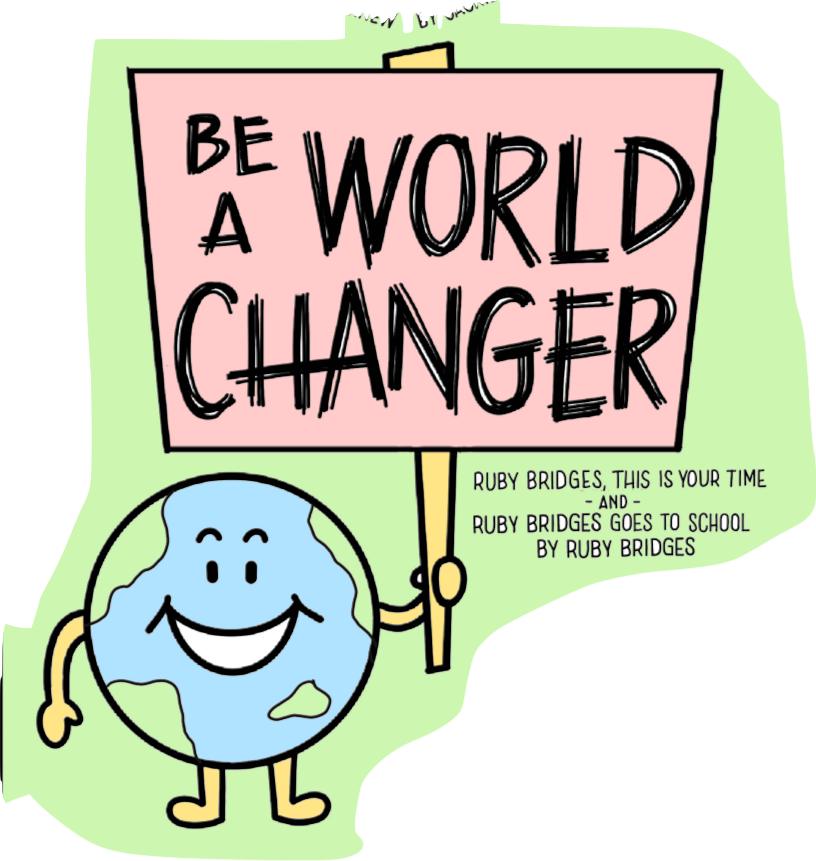 BE
A WORLD
CHANGER
RUBY BRIDGES, THIS IS YOUR TIME
- AND -
RUBY BRIDGES GOES TO SCHOOL
BY RUBY BRIDGES